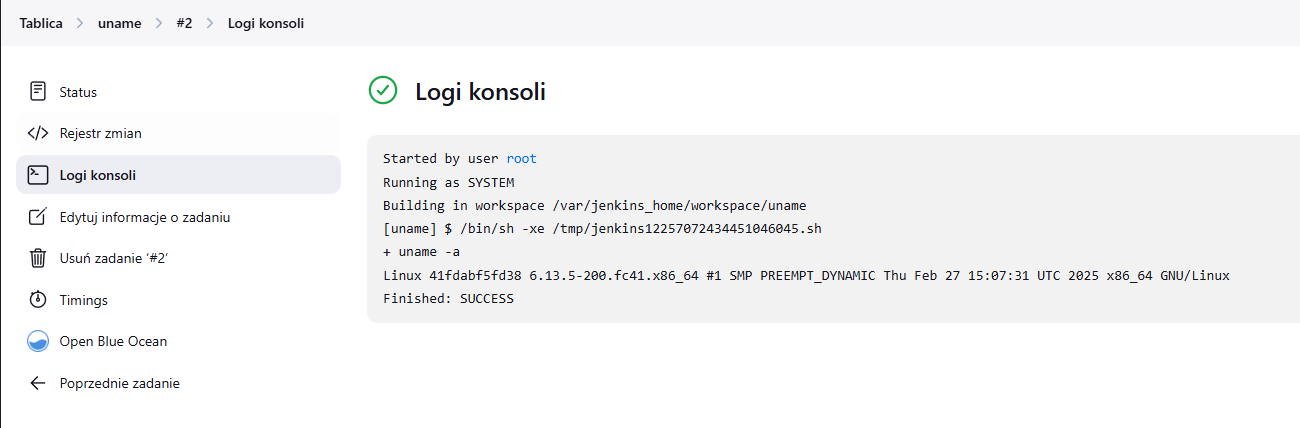 Tablica > uname > #2 > Logi konsoli
Status
Rejestr zmian
Logi konsoli
Edytuj informacje o zadaniu
Usuń zadanie ‘#2’
Timings
Open Blue Ocean
Poprzednie zadanie
Logi konsoli
Started by user root
Running as SYSTEM
Building in workspace /var/jenkins_home/workspace/uname
[uname] $ /bin/sh -xe /tmp/jenkins12257072434451046045.sh
+ uname -a
Linux 41fdabf5fd38 6.13.5-200.fc41.x86_64 #1 SMP PREEMPT_DYNAMIC Thu Feb 27 15:07:31 UTC 2025 x86_64 GNU/Linux
Finished: SUCCESS